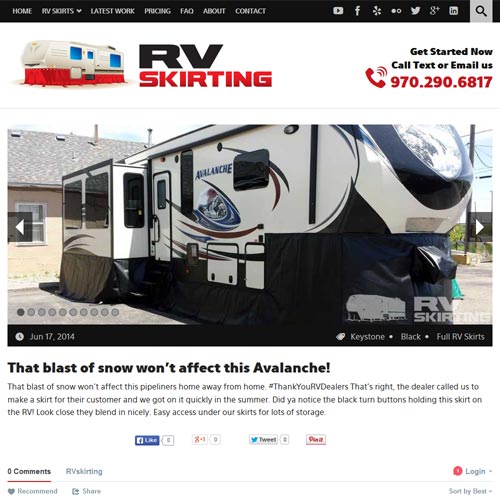 HOME RV SKIRTS LATEST WORK PRICING FAQ ABOUT CONTACT
RV
SKIRTING
Get Started Now
Call Text or Email us
970.290.6817
AVALANCHE
RV
SKIRTING
Jun 17, 2014
Keystone • Black • Full RV Skirts
That blast of snow won't affect this Avalanche!
That blast of snow won't affect this pipeliners home away from home. #ThankYouRVDealers That's right, the dealer called us to
make a skirt for their customer and we got on it quickly in the summer. Did ya notice the black turn buttons holding this skirt on
the RV! Look close they blend in nicely. Easy access under our skirts for lots of storage.
Like 0 +1 0 Tweet 0 Pin it
0 Comments RVskirting 1 Login
Recommend Share Sort by Best